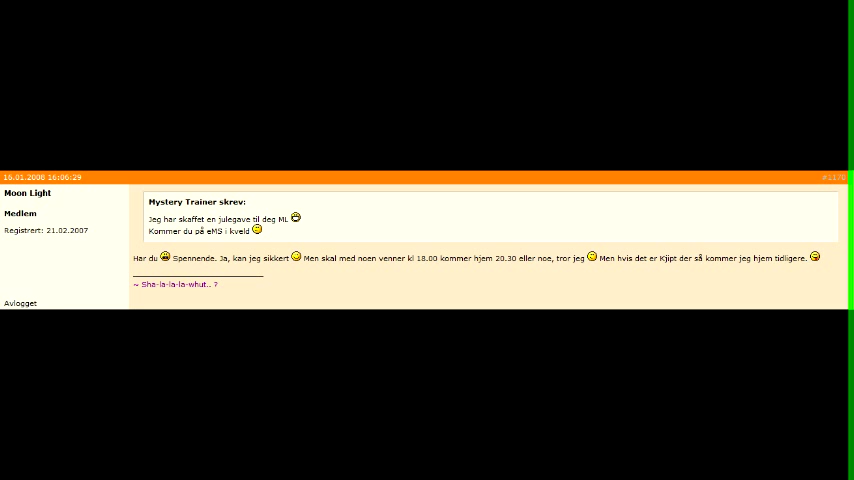 16.01.2008 16:06:29 #1170
Moon Light
Medlem
Registrert: 21.02.2007
Mystery Trainer skrev:
Jeg har skaffet en julegave til deg ML
Kommer du på eMS i kveld
Har du Spennende. Ja, kan jeg sikkert Men skal med noen venner kl 18.00 kommer hjem 20.30 eller noe, tror jeg Men hvis det er Kjipt der så kommer jeg hjem tidligere.
~ Sha-la-la-la-whut.. ?
Avlogget